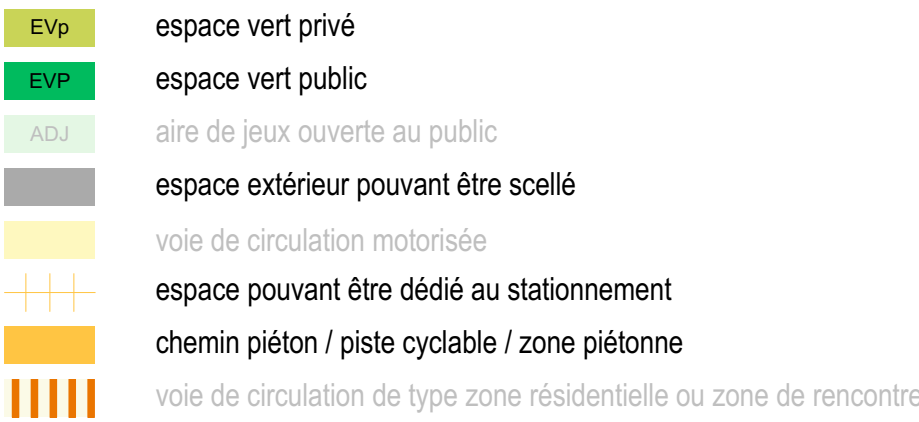 EVp espace vert privé
EVP espace vert public
ADJ aire de jeux ouverte au public
espace extérieur pouvant être scellé
voie de circulation motorisée
espace pouvant être dédié au stationnement
chemin piéton / piste cyclable / zone piétonne
voie de circulation de type zone résidentielle ou zone de rencontre